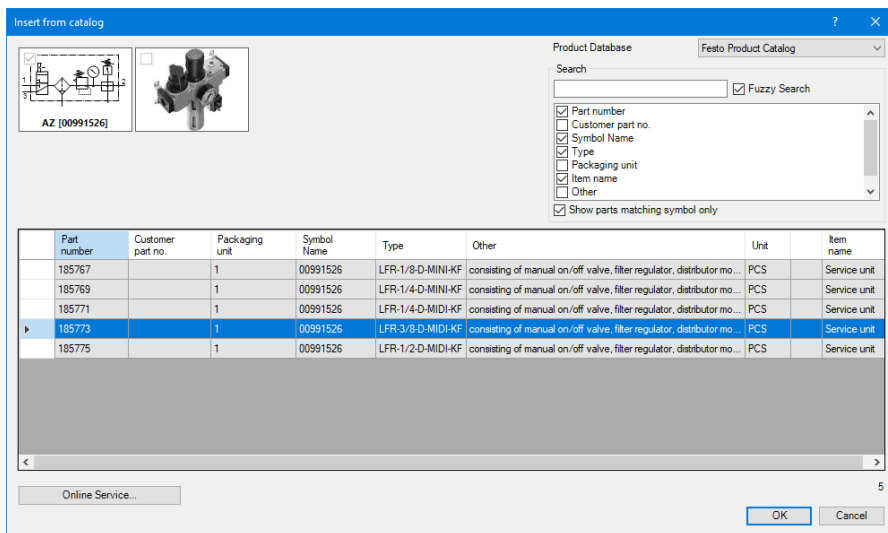 Insert from catalog
? ×
1
2
3
AZ [00991526]
Product Database
Festo Product Catalog
Search
Fuzzy Search
Part number
Customer part no.
Symbol Name
Type
Packaging unit
Item name
Other
Show parts matching symbol only
Part number Customer part no. Packaging unit Symbol Name Type Other Unit Item name
185767 1 00991526 LFR-1/8-D-MINI-KF consisting of manual on/off valve, filter regulator, distributor mo... PCS Service unit
185769 1 00991526 LFR-1/4-D-MINI-KF consisting of manual on/off valve, filter regulator, distributor mo... PCS Service unit
185771 1 00991526 LFR-1/4-D-MIDI-KF consisting of manual on/off valve, filter regulator, distributor mo... PCS Service unit
185773 1 00991526 LFR-3/8-D-MIDI-KF consisting of manual on/off valve, filter regulator, distributor mo... PCS Service unit
185775 1 00991526 LFR-1/2-D-MIDI-KF consisting of manual on/off valve, filter regulator, distributor mo... PCS Service unit
Online Service...
5
OK Cancel